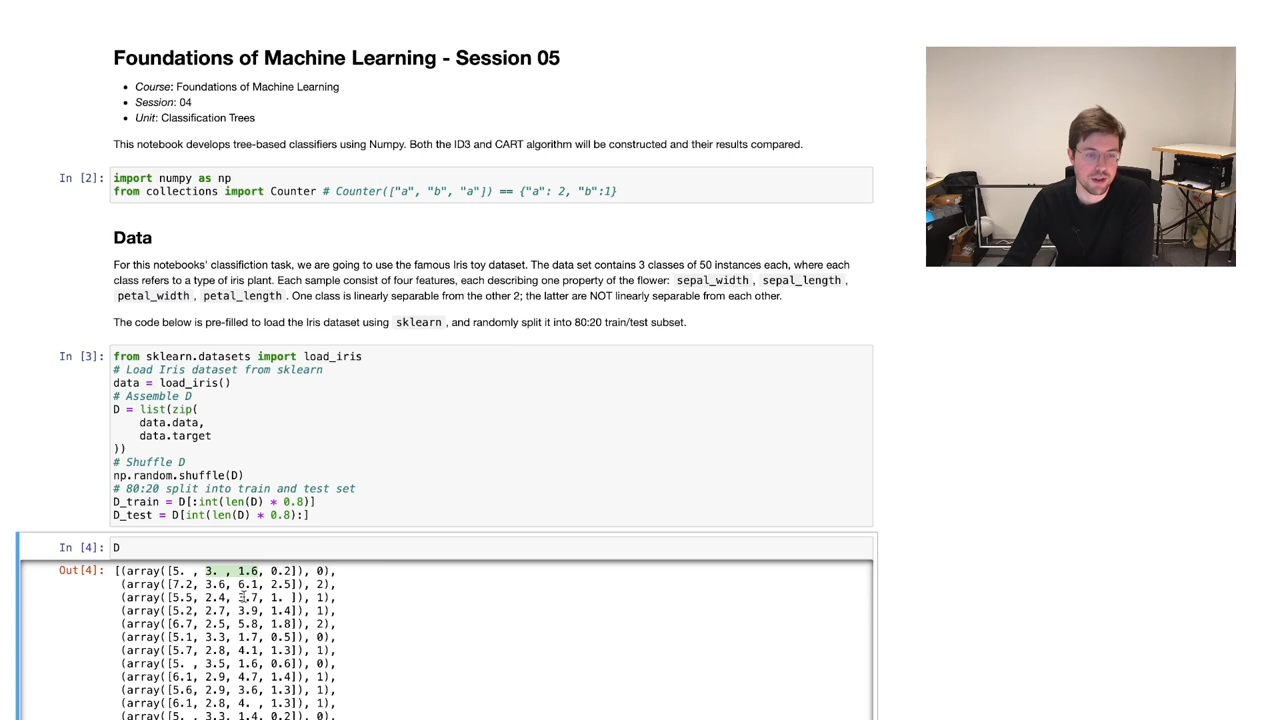 Foundations of Machine Learning - Session 05
• Course: Foundations of Machine Learning
• Session: 04
• Unit: Classification Trees
This notebook develops tree-based classifiers using Numpy. Both the ID3 and CART algorithm will be constructed and their results compared.
In [2]: import numpy as np
from collections import Counter # Counter(["a", "b", "a"]) == {"a": 2, "b":1}
Data
For this notebooks' classifiction task, we are going to use the famous Iris toy dataset. The data set contains 3 classes of 50 instances each, where each
class refers to a type of iris plant. Each sample consist of four features, each describing one property of the flower: sepal_width, sepal_length,
petal_width, petal_length. One class is linearly separable from the other 2; the latter are NOT linearly separable from each other.
The code below is pre-filled to load the Iris dataset using sklearn, and randomly split it into 80:20 train/test subset.
In [3]: from sklearn.datasets import load_iris
# Load Iris dataset from sklearn
data = load_iris()
# Assemble D
D = list(zip(
    data.data,
    data.target
))
# Shuffle D
np.random.shuffle(D)
# 80:20 split into train and test set
D_train = D[:int(len(D) * 0.8)]
D_test = D[int(len(D) * 0.8):]
In [4]: D
Out[4]: [(array([5. , 3. , 1.6, 0.2]), 0),
(array([7.2, 3.6, 6.1, 2.5]), 2),
(array([5.5, 2.4, 3.7, 1. ]), 1),
(array([5.2, 2.7, 3.9, 1.4]), 1),
(array([6.7, 2.5, 5.8, 1.8]), 2),
(array([5.1, 3.3, 1.7, 0.5]), 0),
(array([5.7, 2.8, 4.1, 1.3]), 1),
(array([5. , 3.5, 1.6, 0.6]), 0),
(array([6.1, 2.9, 4.7, 1.4]), 1),
(array([5.6, 2.9, 3.6, 1.3]), 1),
(array([6.1, 2.8, 4. , 1.3]), 1),
(array([5. , 3.3, 1.4, 0.2]), 0),